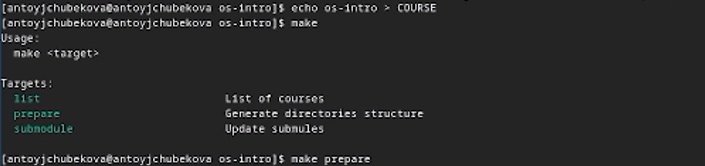 [antoyjchubekova@antoyjchubekova os-intro]$ echo os-intro > COURSE
[antoyjchubekova@antoyjchubekova os-intro]$ make
Usage:
make <target>
Targets:
list List of courses
prepare Generate directories structure
submodule Update submules
[antoyjchubekova@antoyjchubekova os-intro]$ make prepare